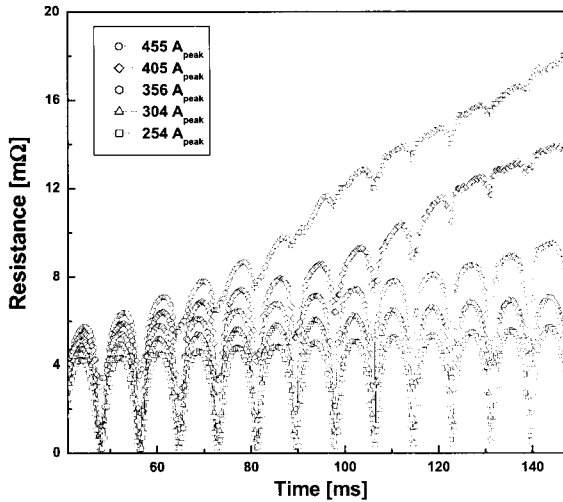 20
16
12
8
4
0
Resistance [mΩ]
455 A_peak
405 A_peak
356 A_peak
304 A_peak
254 A_peak
60
80
100
120
140
Time [ms]